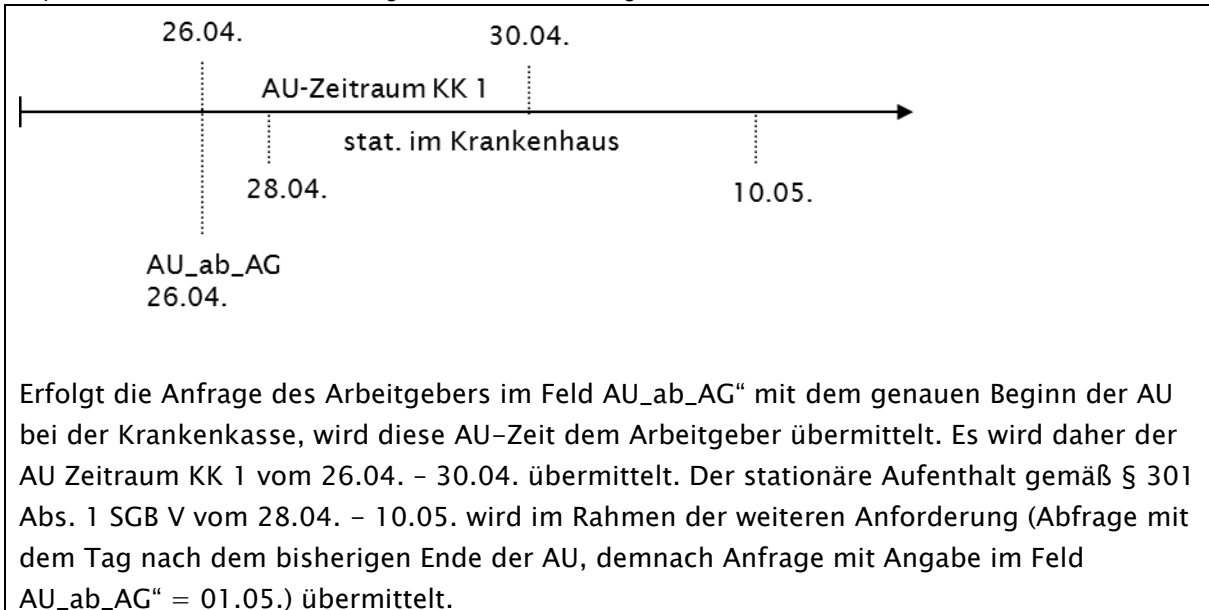 26.04. 30.04.
AU-Zeitraum KK 1
stat. im Krankenhaus
28.04. 10.05.
AU_ab_AG
26.04.
Erfolgt die Anfrage des Arbeitgebers im Feld AU_ab_AG“ mit dem genauen Beginn der AU
bei der Krankenkasse, wird diese AU-Zeit dem Arbeitgeber übermittelt. Es wird daher der
AU Zeitraum KK 1 vom 26.04. – 30.04. übermittelt. Der stationäre Aufenthalt gemäß § 301
Abs. 1 SGB V vom 28.04. – 10.05. wird im Rahmen der weiteren Anforderung (Abfrage mit
dem Tag nach dem bisherigen Ende der AU, demnach Anfrage mit Angabe im Feld
AU_ab_AG“ = 01.05.) übermittelt.